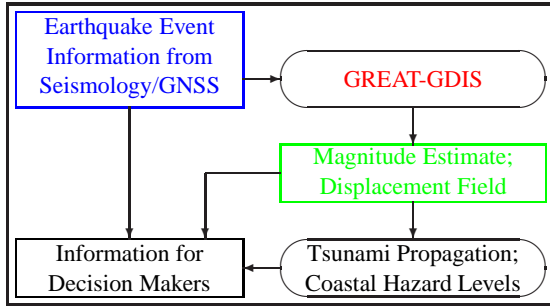 Earthquake Event
Information from
Seismology/GNSS
GREAT-GDIS
Magnitude Estimate;
Displacement Field
Information for
Decision Makers
Tsunami Propagation;
Coastal Hazard Levels